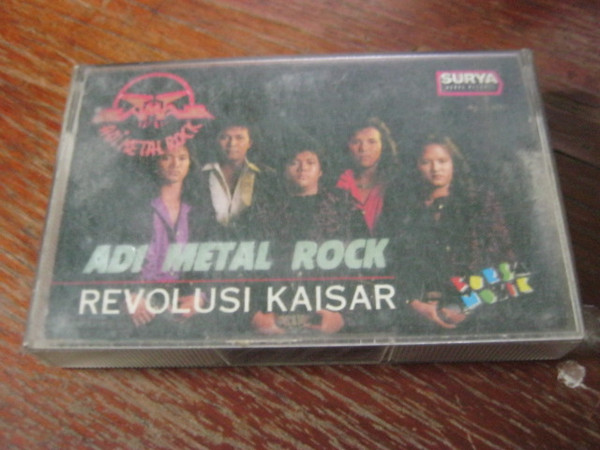 SURYA
ADI METAL ROCK
ADI METAL ROCK
REVOLUSI KAISAR